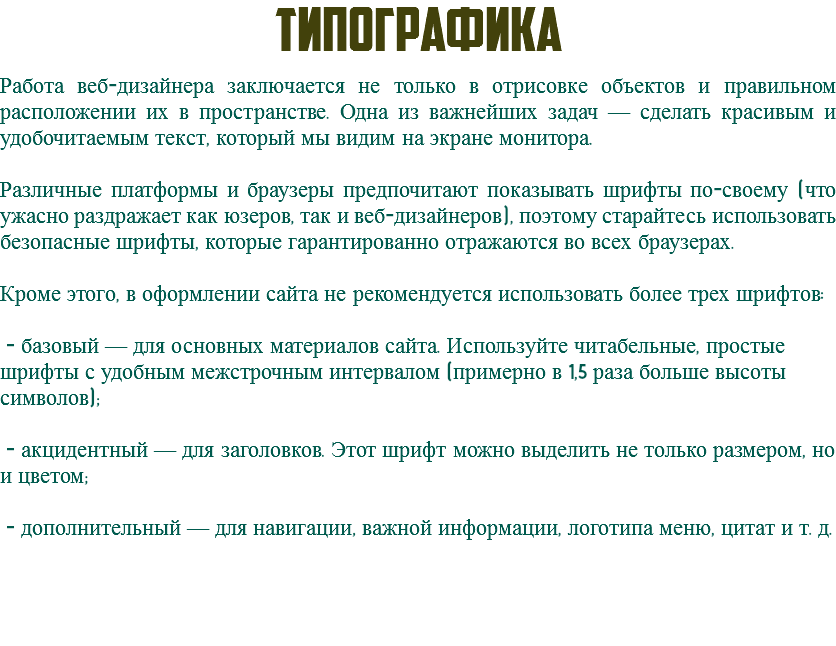 ТИПОГРАФИКА
Работа веб-дизайнера заключается не только в отрисовке объектов и правильном
расположении их в пространстве. Одна из важнейших задач — сделать красивым и
удобочитаемым текст, который мы видим на экране монитора.
Различные платформы и браузеры предпочитают показывать шрифты по-своему (что
ужасно раздражает как юзеров, так и веб-дизайнеров), поэтому старайтесь использовать
безопасные шрифты, которые гарантированно отражаются во всех браузерах.
Кроме этого, в оформлении сайта не рекомендуется использовать более трех шрифтов:
- базовый — для основных материалов сайта. Используйте читабельные, простые
шрифты с удобным межстрочным интервалом (примерно в 1,5 раза больше высоты
символов);
- акцидентный — для заголовков. Этот шрифт можно выделить не только размером, но
и цветом;
- дополнительный — для навигации, важной информации, логотипа меню, цитат и т. д.